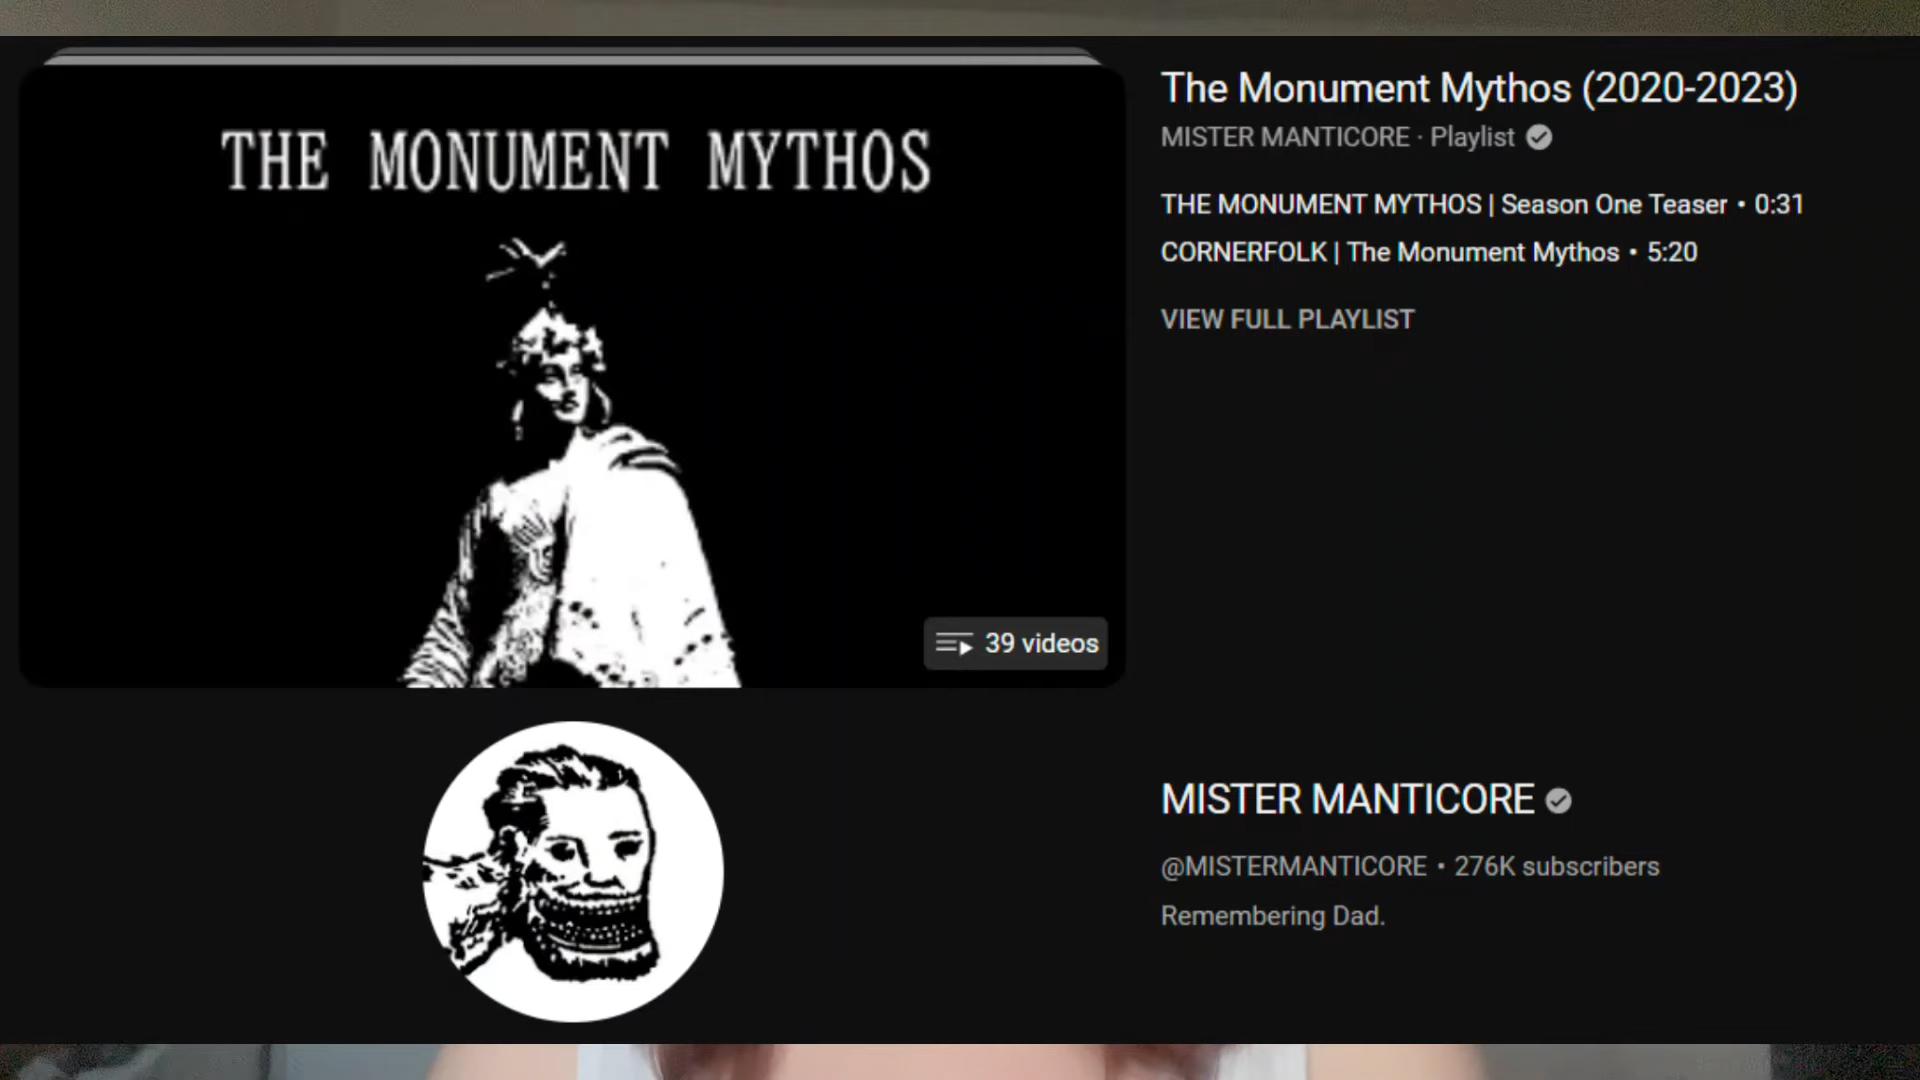 THE MONUMENT MYTHOS
39 videos
The Monument Mythos (2020-2023)
MISTER MANTICORE · Playlist
THE MONUMENT MYTHOS | Season One Teaser • 0:31
CORNERFOLK | The Monument Mythos • 5:20
VIEW FULL PLAYLIST
MISTER MANTICORE
@MISTERMANTICORE • 276K subscribers
Remembering Dad.